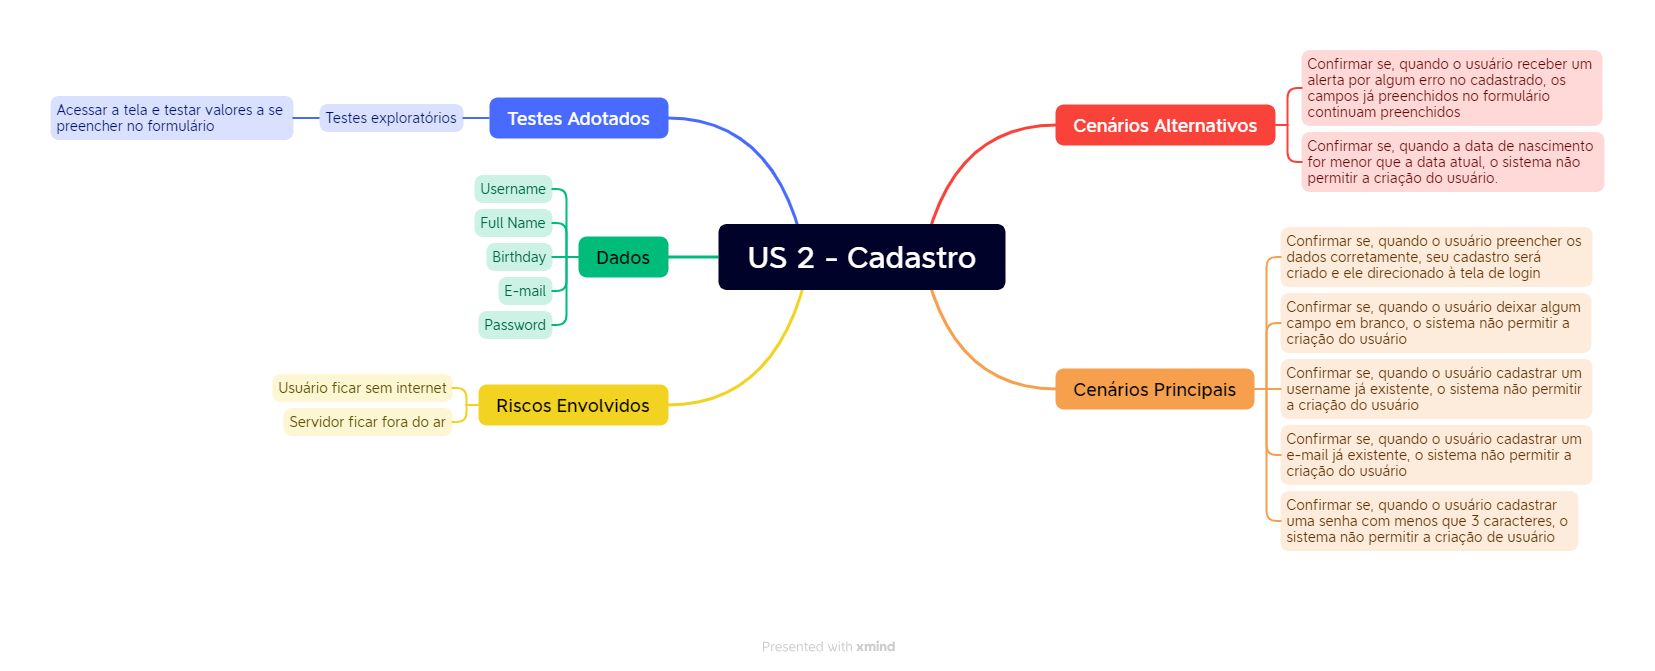 US 2 - Cadastro
Testes Adotados
Testes exploratórios
Acessar a tela e testar valores a se
preencher no formulário
Dados
Username
Full Name
Birthday
E-mail
Password
Riscos Envolvidos
Usuário ficar sem internet
Servidor ficar fora do ar
Cenários Alternativos
Confirmar se, quando o usuário receber um
alerta por algum erro no cadastrado, os
campos já preenchidos no formulário
continuam preenchidos
Confirmar se, quando a data de nascimento
for menor que a data atual, o sistema não
permitir a criação do usuário.
Cenários Principais
Confirmar se, quando o usuário preencher os
dados corretamente, seu cadastro será
criado e ele direcionado à tela de login
Confirmar se, quando o usuário deixar algum
campo em branco, o sistema não permitir a
criação do usuário
Confirmar se, quando o usuário cadastrar um
username já existente, o sistema não permitir
a criação do usuário
Confirmar se, quando o usuário cadastrar um
e-mail já existente, o sistema não permitir a
criação do usuário
Confirmar se, quando o usuário cadastrar
uma senha com menos que 3 caracteres, o
sistema não permitir a criação de usuário
Presented with xmind